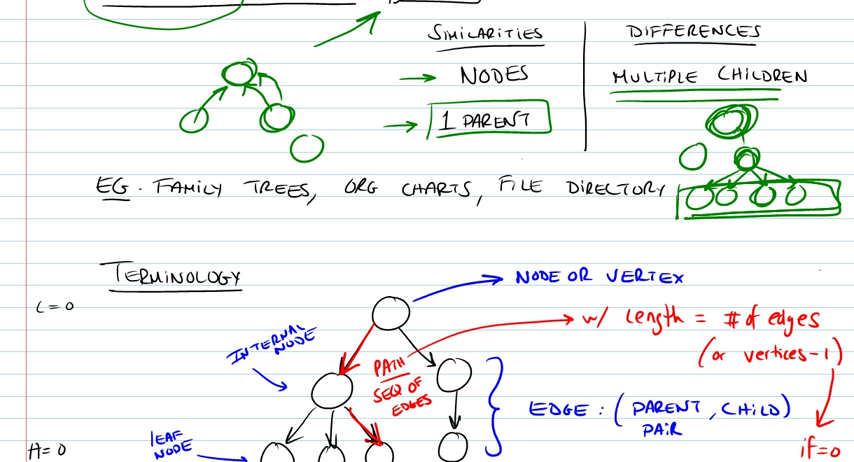 SIMILARITIES
DIFFERENCES
NODES
MULTIPLE CHILDREN
1 PARENT
EG. FAMILY TREES, ORG CHARTS, FILE DIRECTORY
TERMINOLOGY
NODE OR VERTEX
L=0
w/ length = # of edges
(or vertices-1)
INTERNAL
NODE
PATH
SEQ OF
EDGES
EDGE : (PARENT, CHILD)
PAIR
LEAF
NODE
H=0
if=0